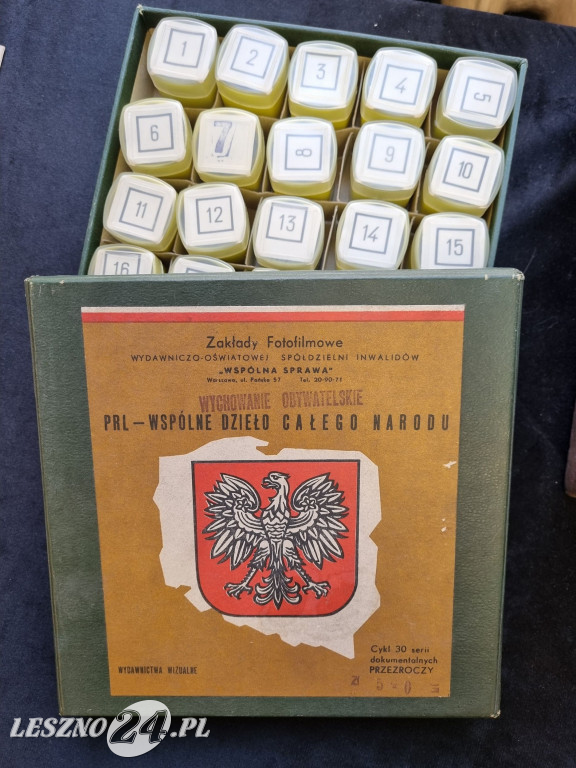 1 2 3 4 5
6 7 8 9 10
11 12 13 14 15
16
Zakłady Fotofilmowe
WYDAWNICZO-OŚWIATOWEJ SPÓŁDZIELNI INWALIDÓW
„WSPÓLNA SPRAWA"
Warszawa, ul. Pańska 57 Tel. 20-90-71
WYCHOWANIE OBYWATELSKIE
PRL — WSPÓLNE DZIEŁO CAŁEGO NARODU
Cykl 30 serii
dokumentalnych
PRZEZROCZY
WYDAWNICTWA WIZUALNE
LESZNO24.PL